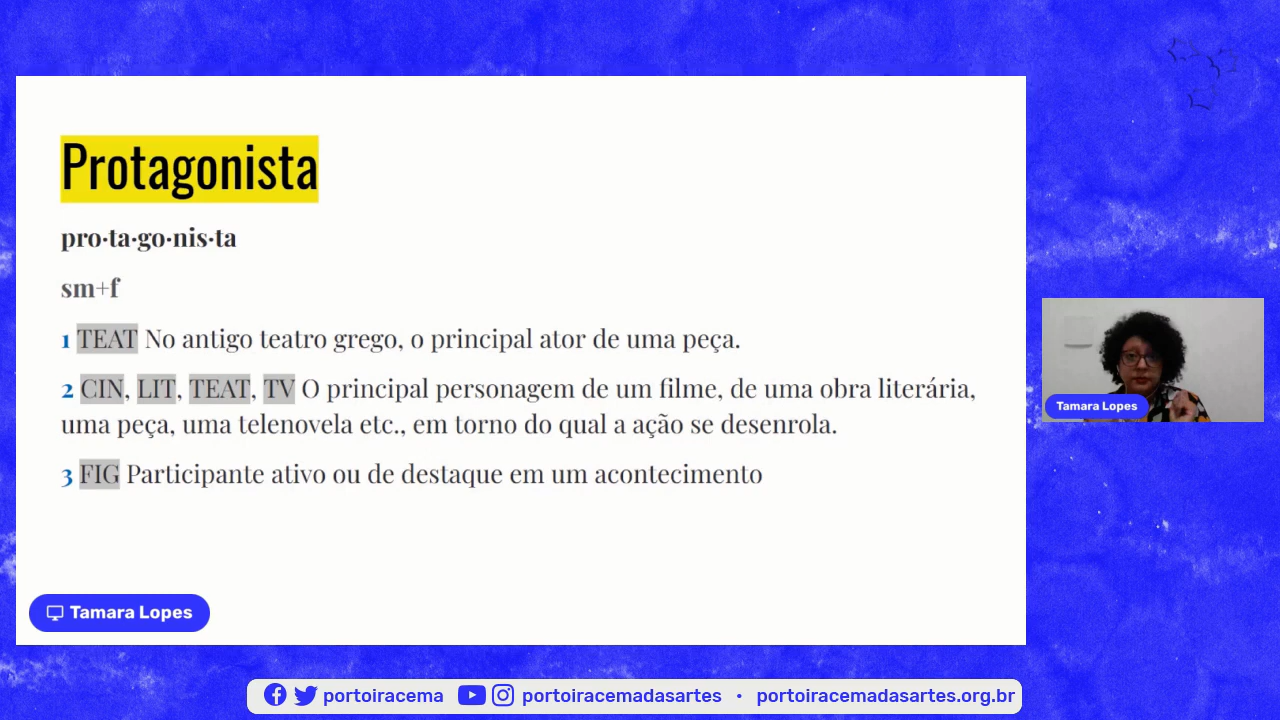 Protagonista
pro·ta·go·nis·ta
sm+f
1 TEAT No antigo teatro grego, o principal ator de uma peça.
2 CIN, LIT, TEAT, TV O principal personagem de um filme, de uma obra literária,
uma peça, uma telenovela etc., em torno do qual a ação se desenrola.
3 FIG Participante ativo ou de destaque em um acontecimento
Tamara Lopes
Tamara Lopes
portoiracema portoiracemadasartes • portoiracemadasartes.org.br